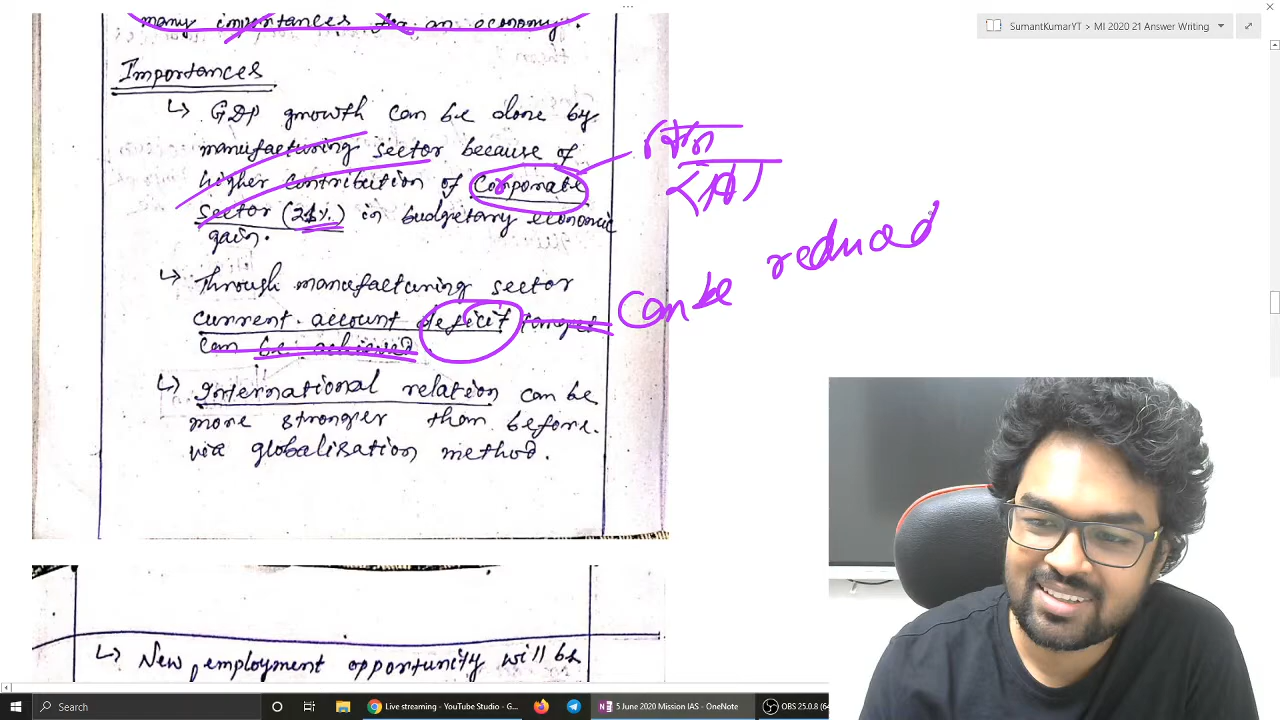 SumantKumarYT > MI 2020 21 Answer Writing
many importances for an economy.
Importances
↳ GDP growth can be done by
manufacturing sector because of
higher contribution of Corporate
sector (21%) in budgetary economic
gain.
↳ Through manufacturing sector
current account deficit
can be achieved.
can be reduced
↳ International relation can be
more stronger than before
via globalisation method.
↳ New employment opportunity will be
Search
Live streaming - YouTube Studio - G...
5 June 2020 Mission IAS - OneNote
OBS 25.0.8 (64